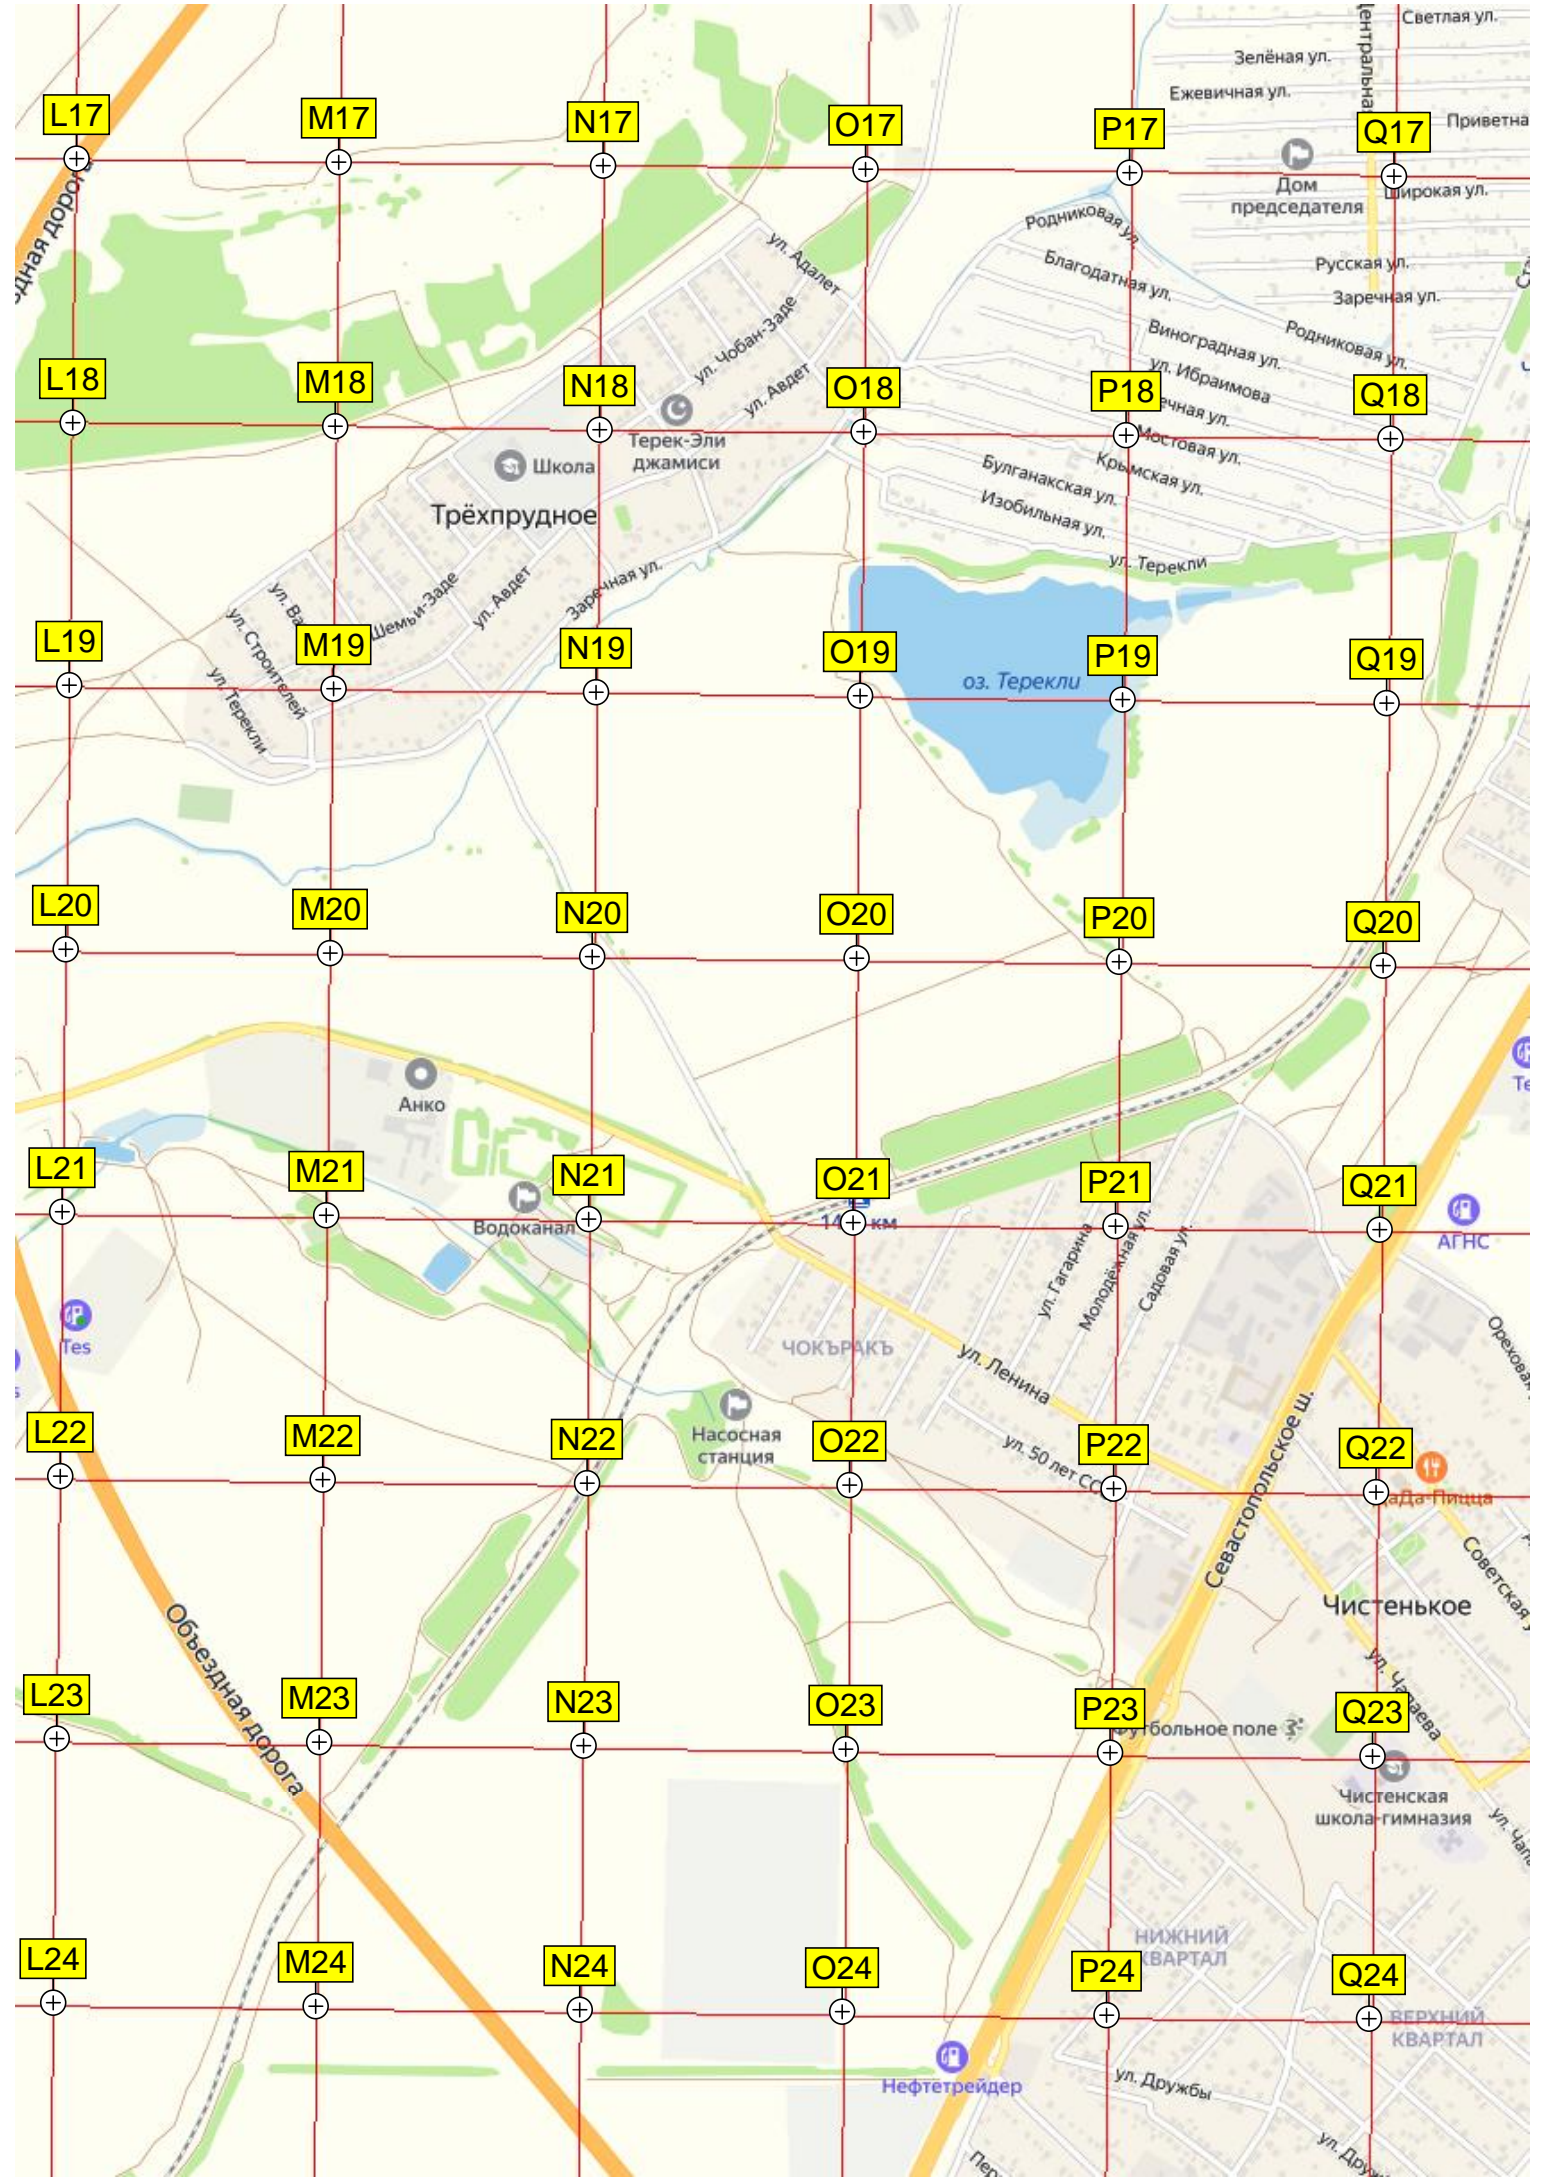 Светлая ул.
Зелёная ул.
Ежевичная ул.
L17
M17
N17
O17
P17
Q17
Дом
председателя
Широкая ул.
Родниковая ул.
Благодатная ул.
Русская ул.
Заречная ул.
ул. Адалет
ул. Чобан-Заде
ул. Авдет
Виноградная ул.
Родниковая ул.
ул. Ибраимова
L18
M18
N18
O18
P18
Q18
Мостовая ул.
Терек-Эли
джамиси
Школа
Крымская ул.
Булганакская ул.
Изобильная ул.
Трёхпрудное
ул. Терекли
Заречная ул.
ул. Авдет
Шемьи-Заде
ул. Строителей
ул. Терекли
L19
M19
N19
O19
P19
Q19
оз. Терекли
L20
M20
N20
O20
P20
Q20
Анко
L21
M21
N21
O21
P21
Q21
Водоканал
км
АГНС
ул. Гагарина
Молодёжная ул.
Садовая ул.
Tes
ЧОКЪРАКЪ
ул. Ленина
L22
M22
N22
O22
P22
Q22
Насосная
станция
ул. 50 лет
Севастопольское ш.
Чистенькое
Объездная дорога
ул. Чапаева
L23
M23
N23
O23
P23
Q23
Футбольное поле
Чистенская
школа-гимназия
L24
M24
N24
O24
P24
Q24
НИЖНИЙ
КВАРТАЛ
ВЕРХНИЙ
КВАРТАЛ
Нефтетрейдер
ул. Дружбы